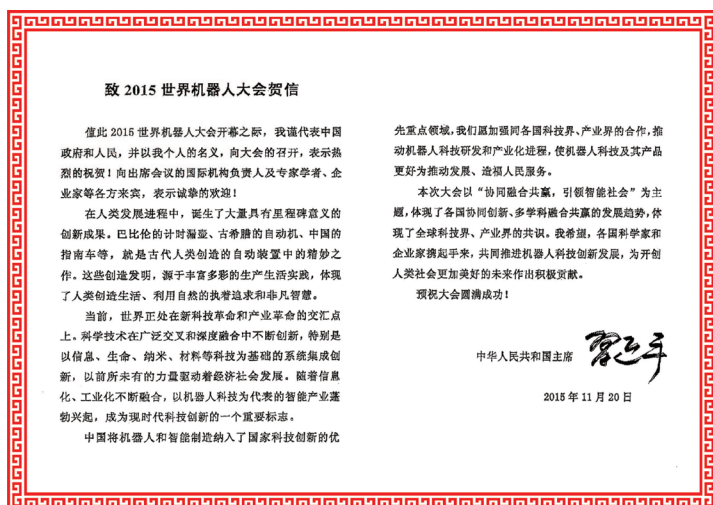 致 2015 世界机器人大会贺信
值此 2015 世界机器人大会开幕之际，我谨代表中国
政府和人民，并以我个人的名义，向大会的召开，表示热
烈的祝贺！向出席会议的国际机构负责人及专家学者、企
业家等各方来宾，表示诚挚的欢迎！
在人类发展进程中，诞生了大量具有里程碑意义的
创新成果。巴比伦的计时漏壶、古希腊的自动机、中国的
指南车等，就是古代人类创造的自动装置中的精妙之
作。这些创造发明，源于丰富多彩的生产生活实践，体现
了人类创造生活、利用自然的执着追求和非凡智慧。
当前，世界正处在新科技革命和产业革命的交汇点
上。科学技术在广泛交叉和深度融合中不断创新，特别是
以信息、生命、纳米、材料等科技为基础的系统集成创
新，以前所未有的力量驱动着经济社会发展。随着信息
化、工业化不断融合，以机器人科技为代表的智能产业蓬
勃兴起，成为现时代科技创新的一个重要标志。
中国将机器人和智能制造纳入了国家科技创新的优
先重点领域，我们愿加强同各国科技界、产业界的合作，推
动机器人科技研发和产业化进程，使机器人科技及其产品
更好为推动发展、造福人民服务。
本次大会以“协同融合共赢，引领智能社会”为主
题，体现了各国协同创新、多学科融合共赢的发展趋势，体
现了全球科技界、产业界的共识。我希望，各国科学家和
企业家携起手来，共同推进机器人科技创新发展，为开创
人类社会更加美好的未来作出积极贡献。
预祝大会圆满成功！
中华人民共和国主席 习近平
2015 年 11 月 20 日